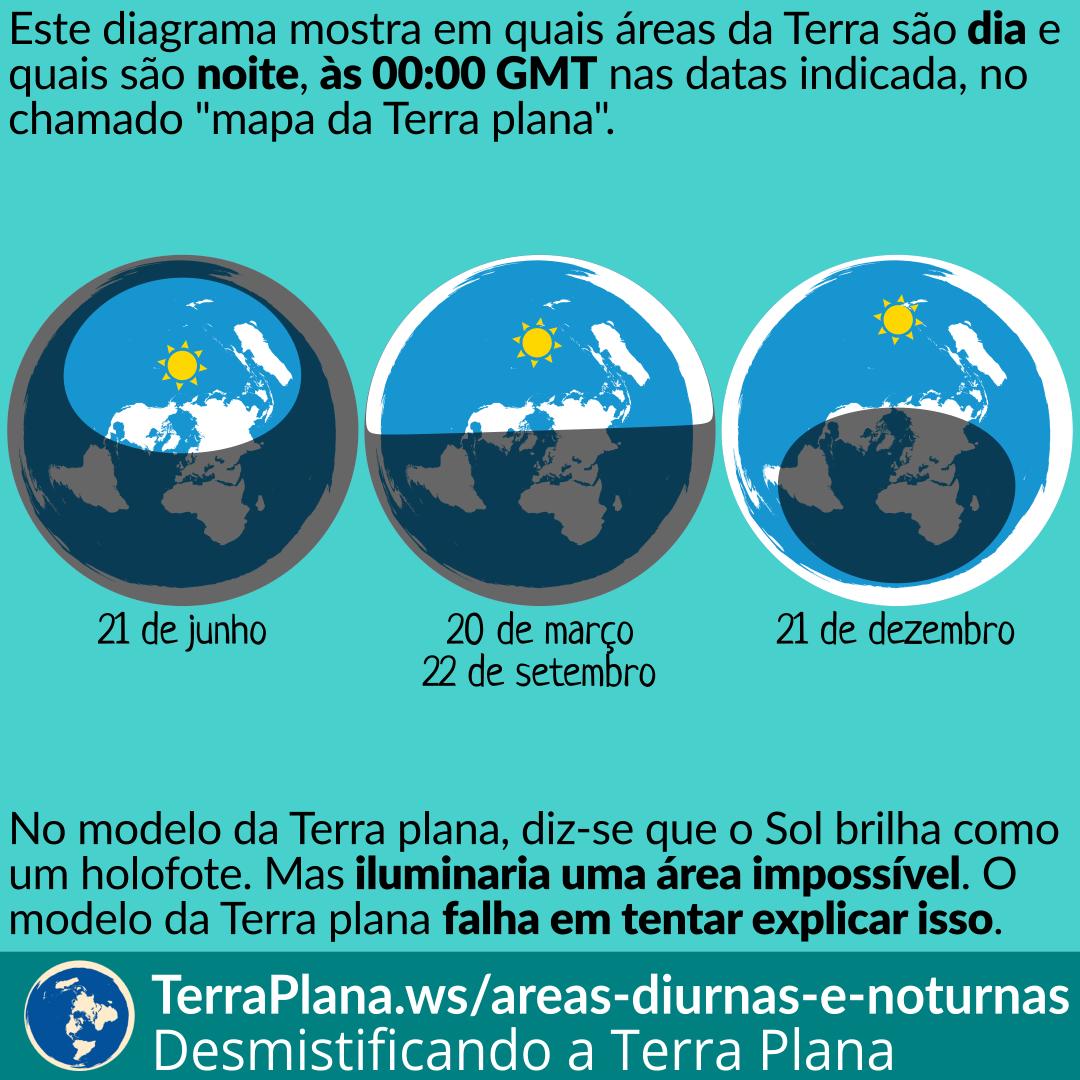 Este diagrama mostra em quais áreas da Terra são dia e
quais são noite, às 00:00 GMT nas datas indicada, no
chamado "mapa da Terra plana".
21 de junho
20 de março
22 de setembro
21 de dezembro
No modelo da Terra plana, diz-se que o Sol brilha como
um holofote. Mas iluminaria uma área impossível. O
modelo da Terra plana falha em tentar explicar isso.
TerraPlana.ws/areas-diurnas-e-noturnas
Desmistificando a Terra Plana